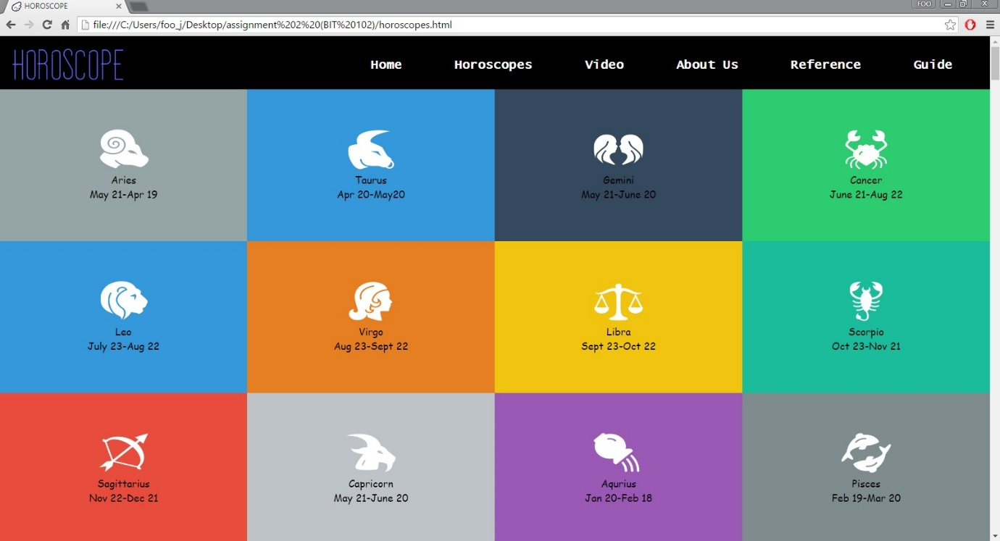 HOROSCOPE
FOO
file:///C:/Users/foo_j/Desktop/assignment%202%20(BIT%20102)/horoscopes.html
HOROSCOPE Home Horoscopes Video About Us Reference Guide
Aries
May 21-Apr 19
Taurus
Apr 20-May20
Gemini
May 21-June 20
Cancer
June 21-Aug 22
Leo
July 23-Aug 22
Virgo
Aug 23-Sept 22
Libra
Sept 23-Oct 22
Scorpio
Oct 23-Nov 21
Sagittarius
Nov 22-Dec 21
Capricorn
May 21-June 20
Aqurius
Jan 20-Feb 18
Pisces
Feb 19-Mar 20